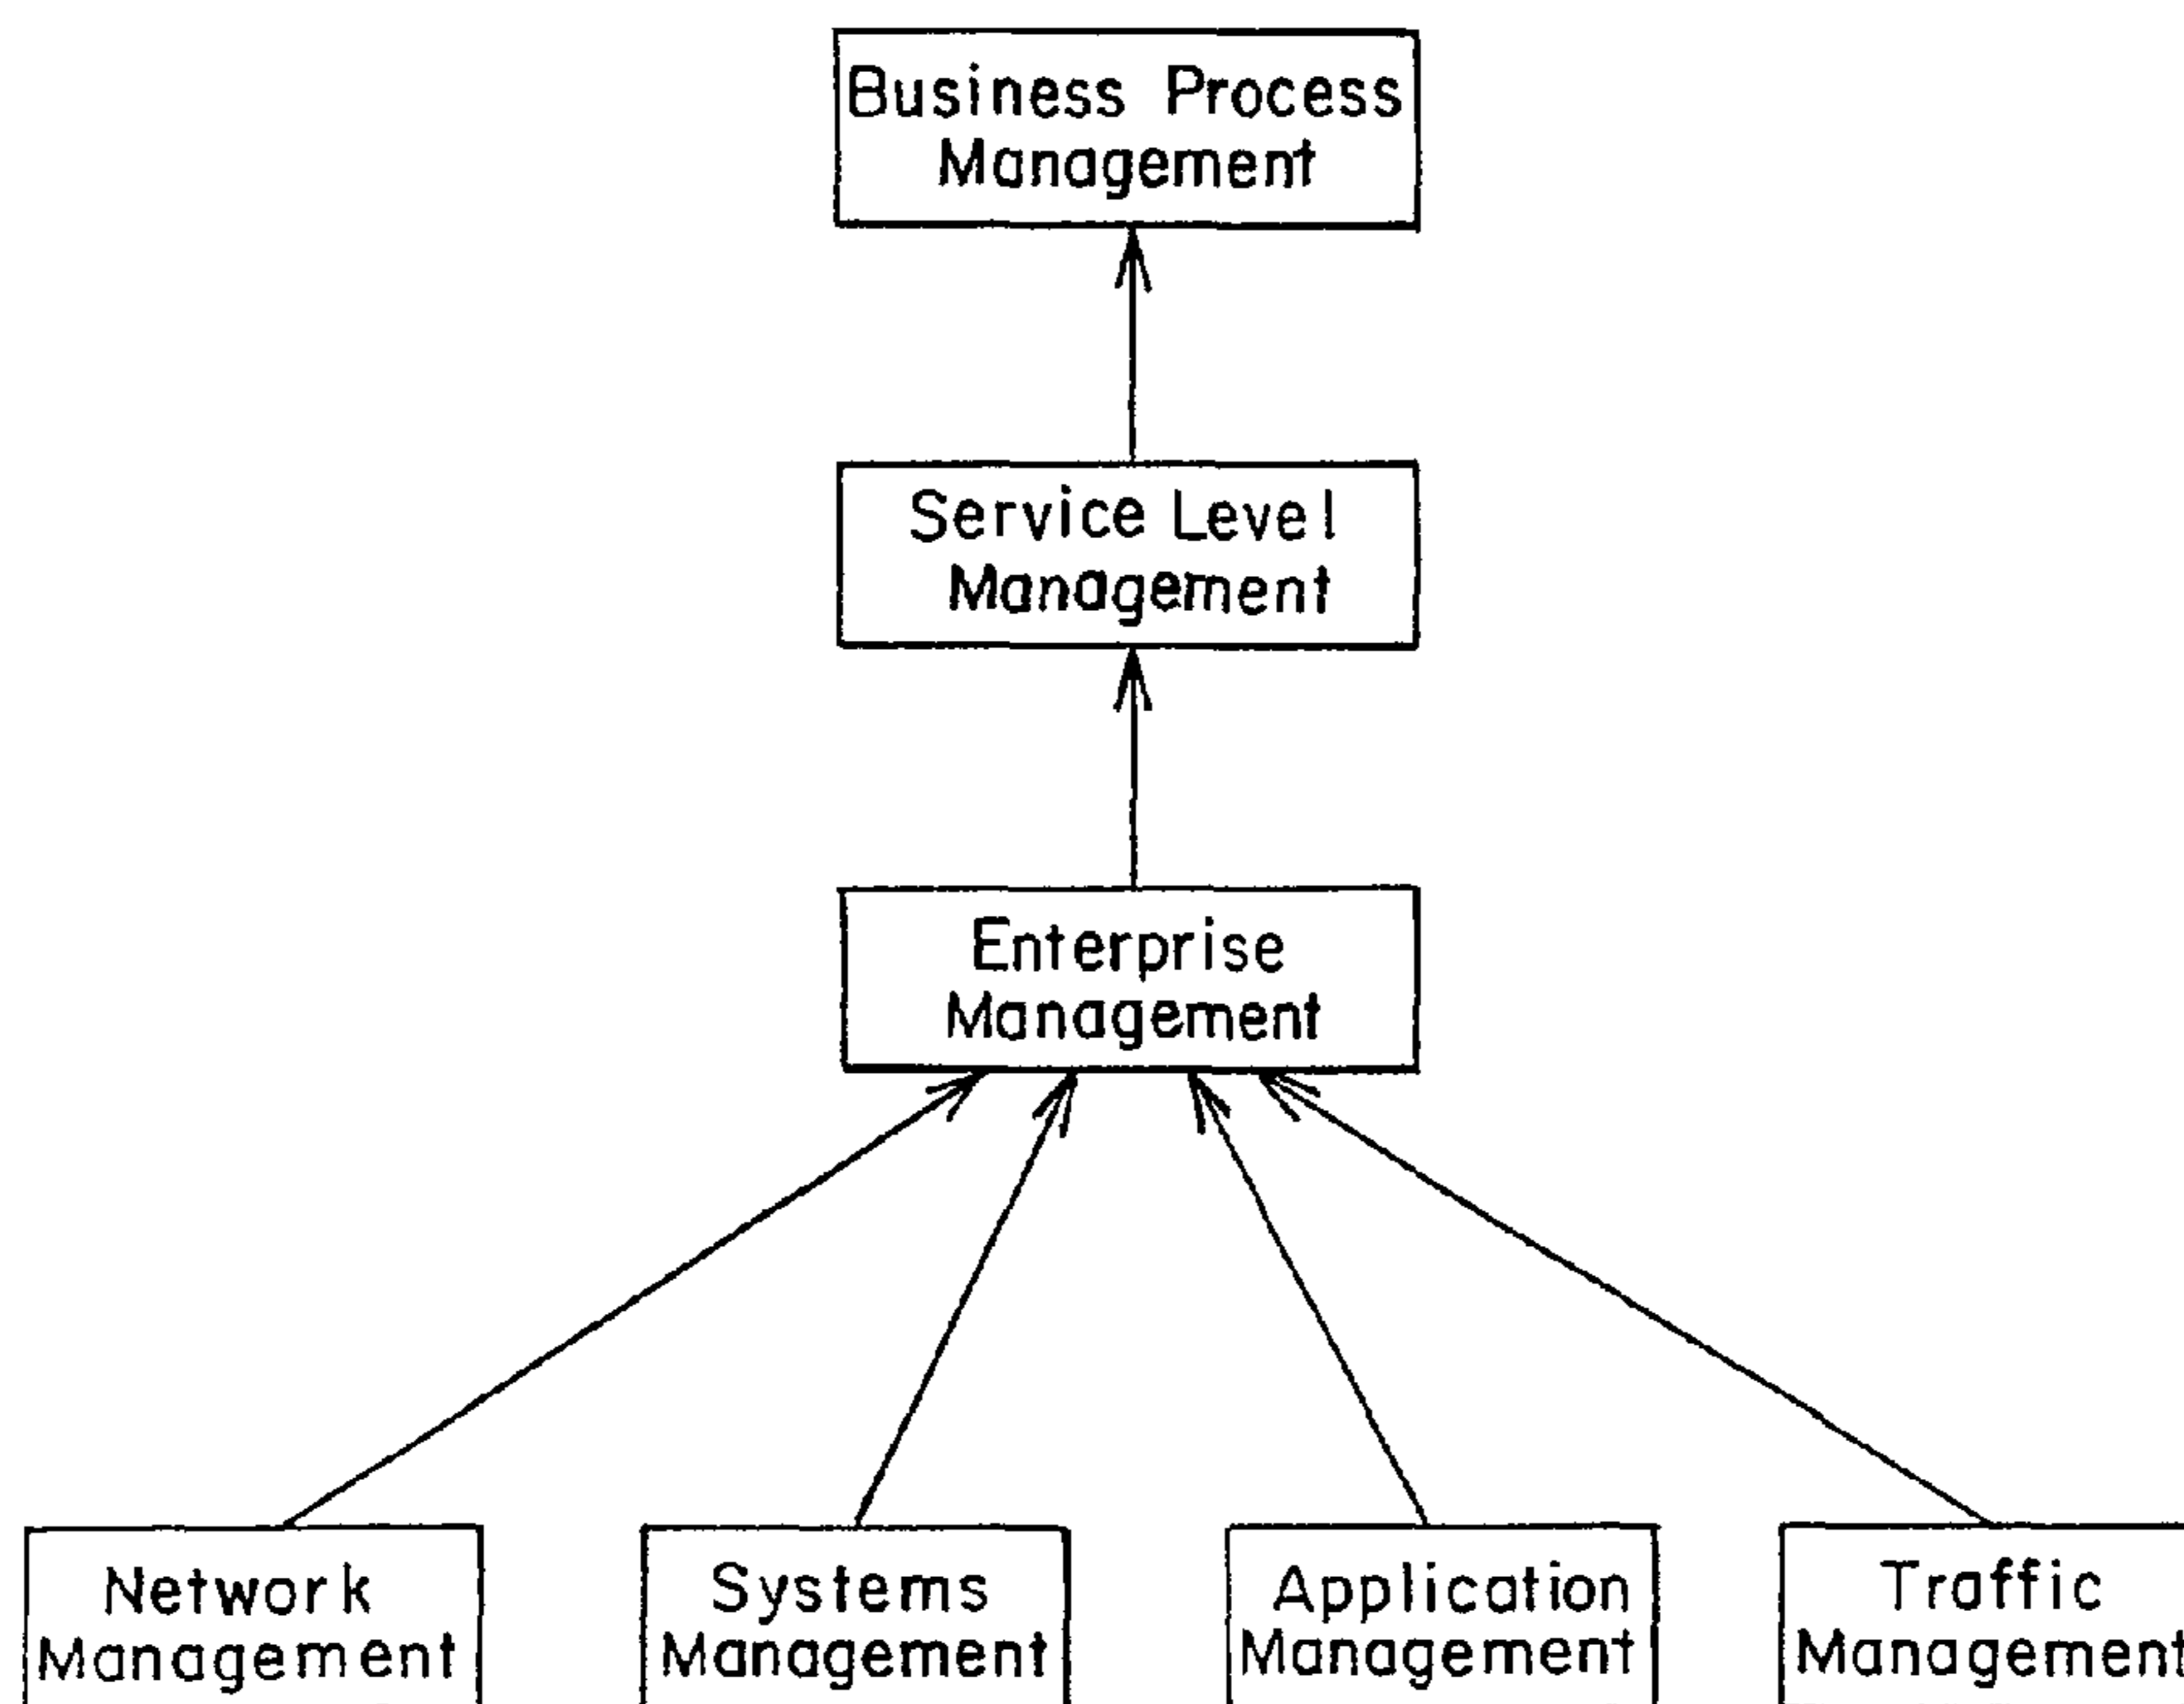 Business Process
Management
Service Level
Management
Enterprise
Management
Network
Management
Systems
Management
Application
Management
Traffic
Management